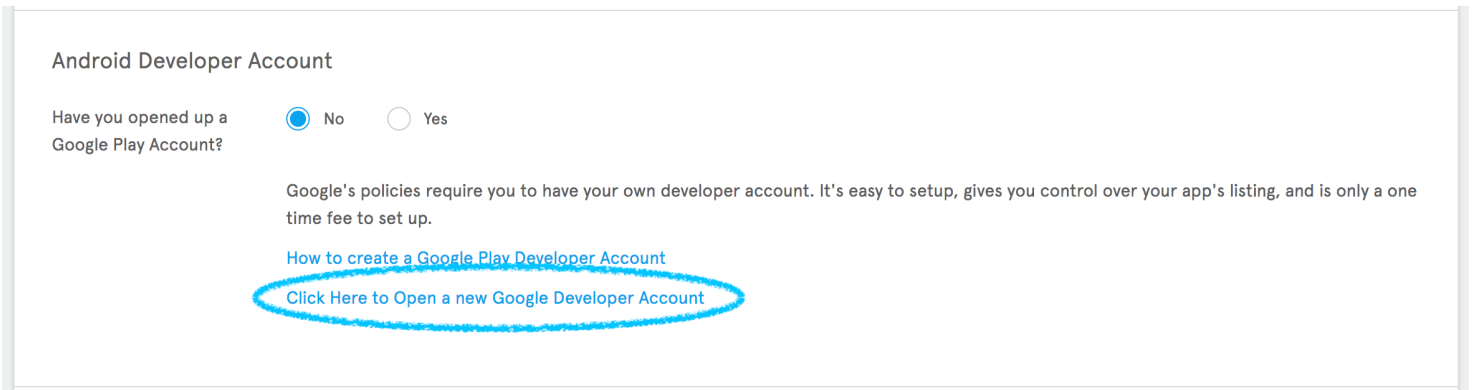 Android Developer Account
Have you opened up a
Google Play Account?
No
Yes
Google's policies require you to have your own developer account. It's easy to setup, gives you control over your app's listing, and is only a one
time fee to set up.
How to create a Google Play Developer Account
Click Here to Open a new Google Developer Account